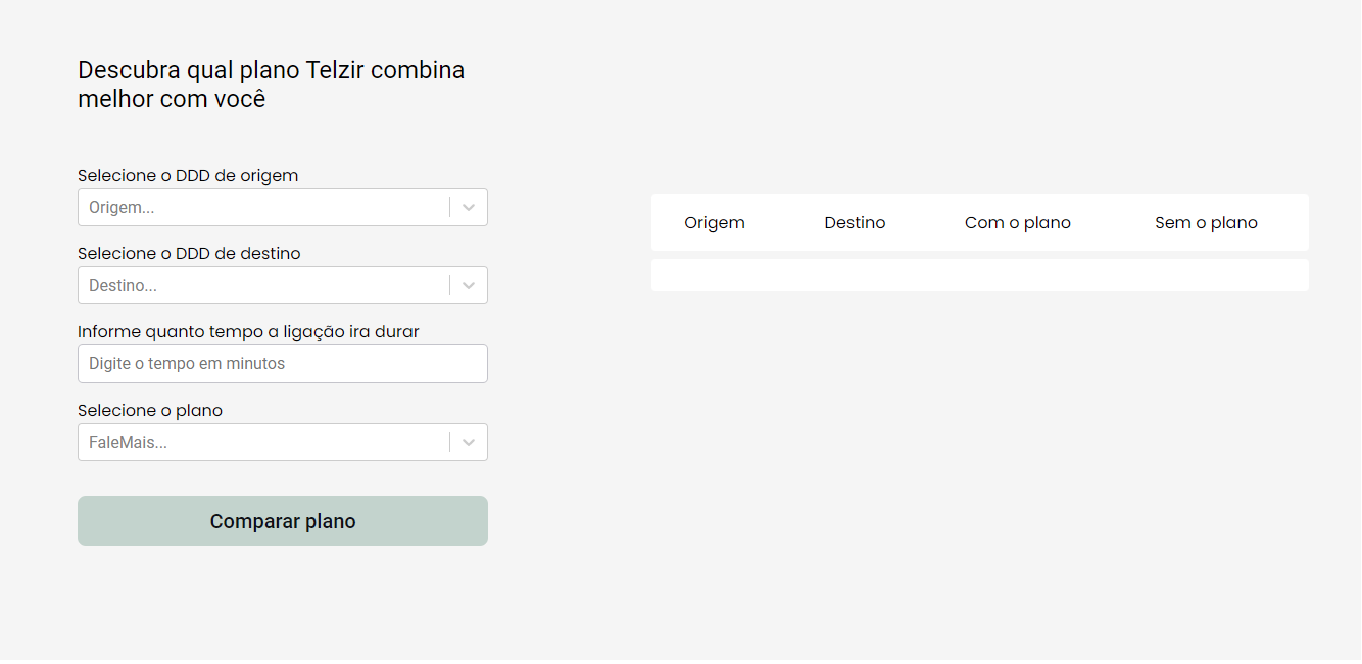 Descubra qual plano Telzir combina
melhor com você
Selecione o DDD de origem
Origem...
Selecione o DDD de destino
Destino...
Informe quanto tempo a ligação ira durar
Digite o tempo em minutos
Selecione o plano
FaleMais...
Comparar plano
Origem Destino Com o plano Sem o plano